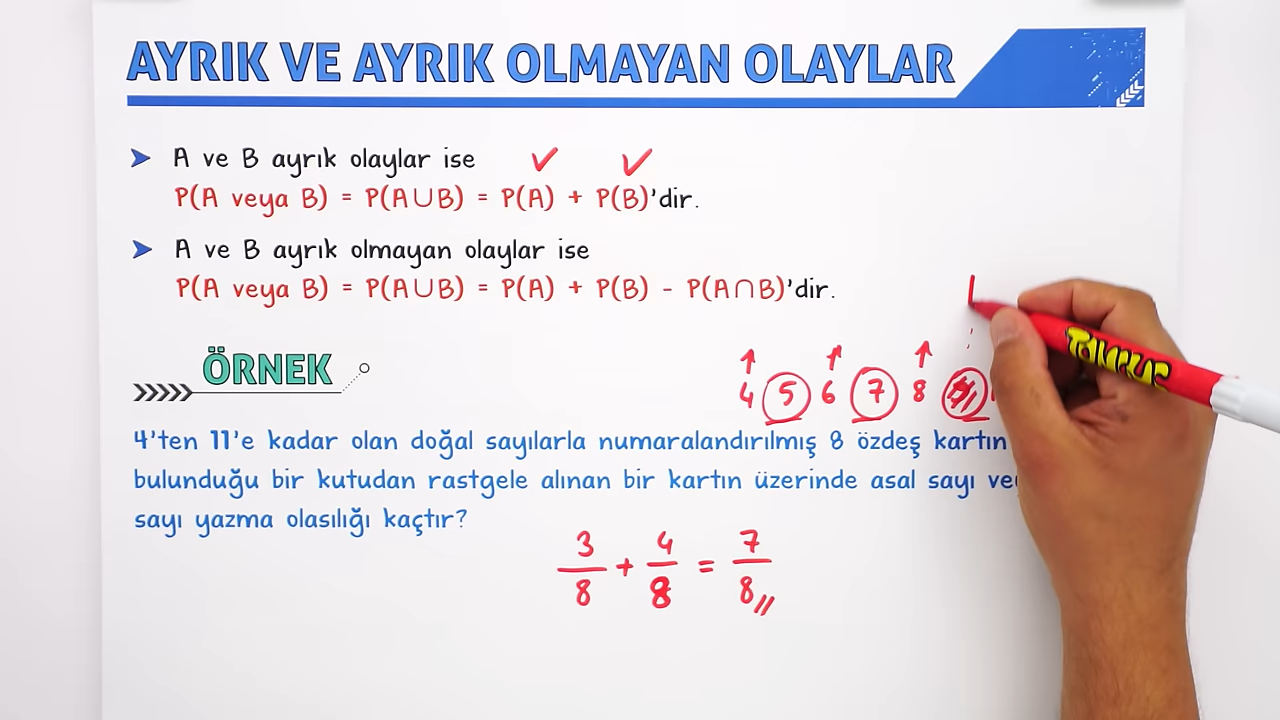 AYRIK VE AYRIK OLMAYAN OLAYLAR
A ve B ayrık olaylar ise
P(A veya B) = P(A∪B) = P(A) + P(B)'dir.
A ve B ayrık olmayan olaylar ise
P(A veya B) = P(A∪B) = P(A) + P(B) - P(A∩B)'dir.
ÖRNEK
4 5 6 7 8
4'ten 11'e kadar olan doğal sayılarla numaralandırılmış 8 özdeş kartın
bulunduğu bir kutudan rastgele alınan bir kartın üzerinde asal sayı
sayı yazma olasılığı kaçtır?
3/8 + 4/8 = 7/8